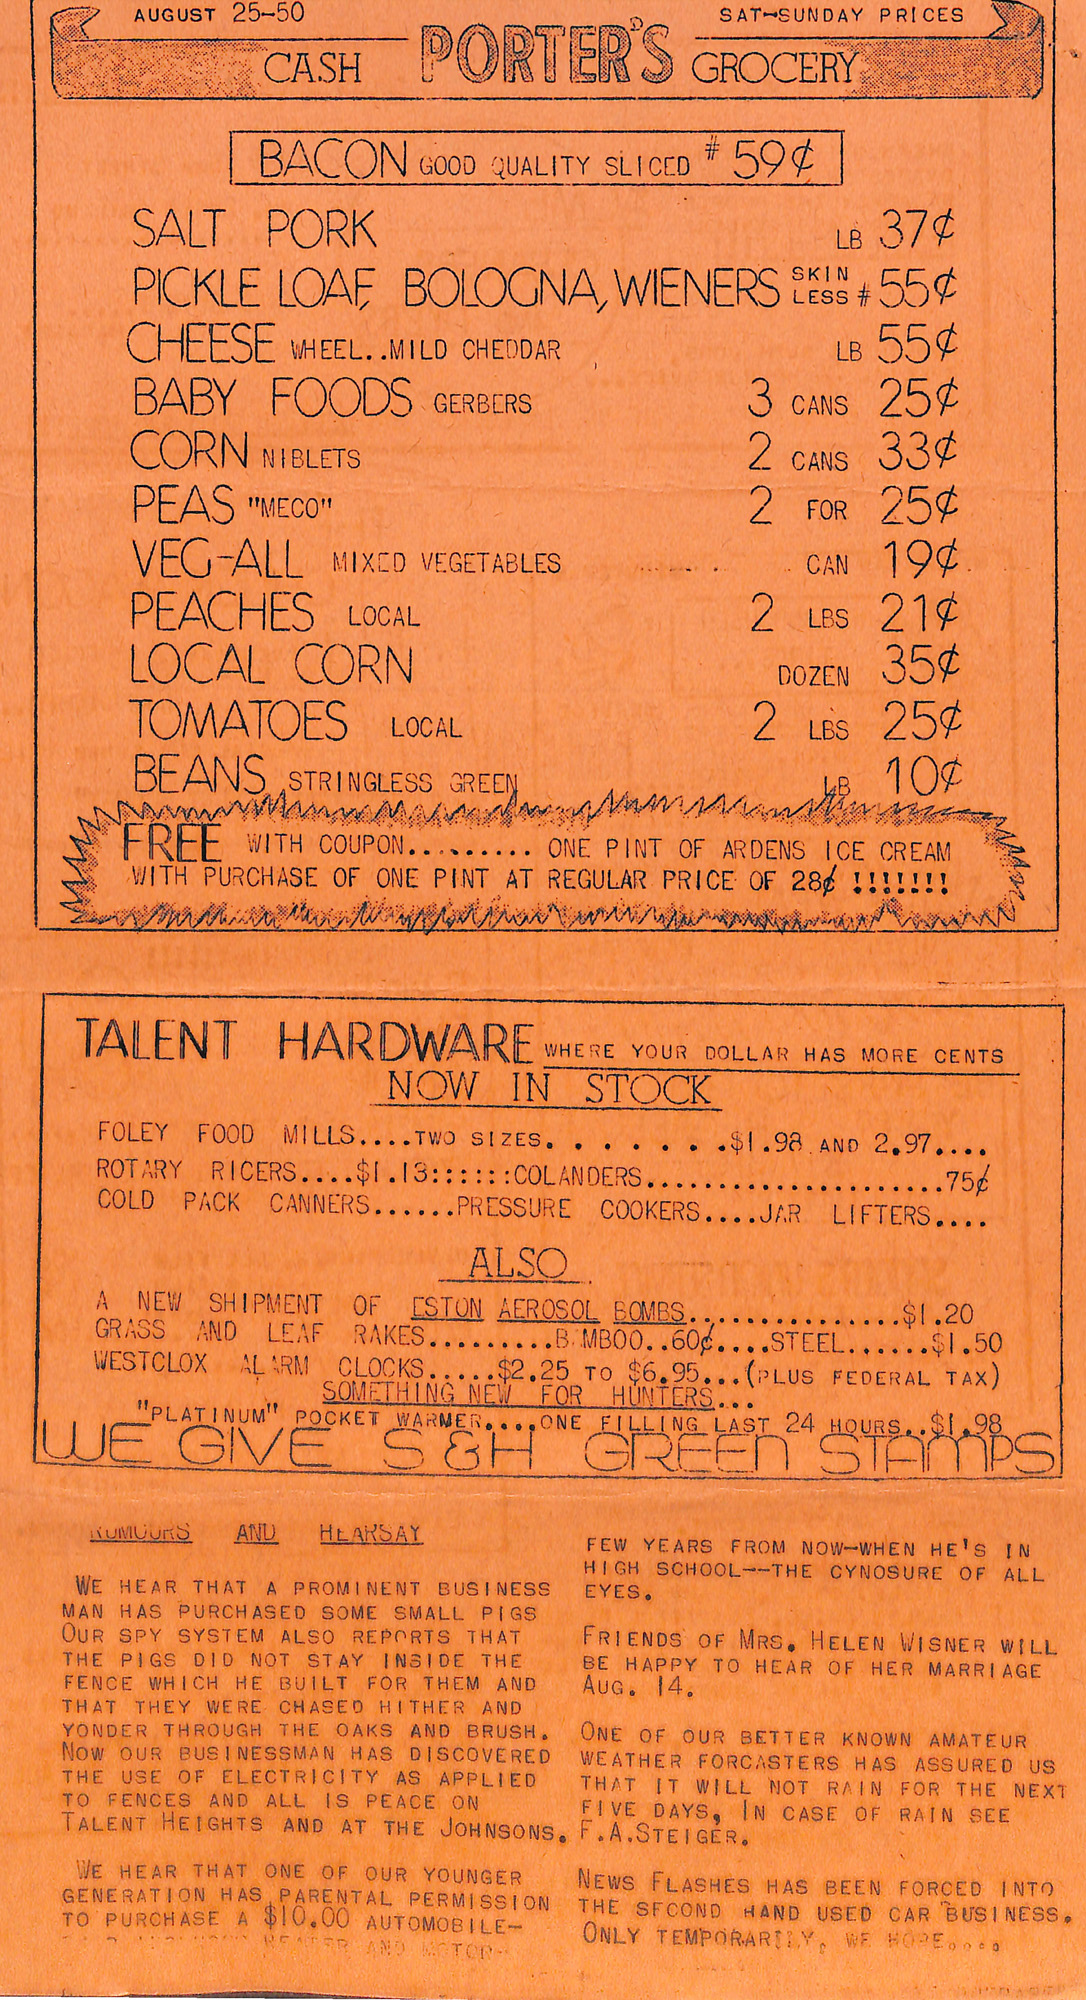 AUGUST 25-50 SAT-SUNDAY PRICES
CASH PORTER'S GROCERY
BACON GOOD QUALITY SLICED # 59¢
SALT PORK LB 37¢
PICKLE LOAF, BOLOGNA, WIENERS SKIN LESS # 55¢
CHEESE WHEEL..MILD CHEDDAR LB 55¢
BABY FOODS GERBERS 3 CANS 25¢
CORN NIBLETS 2 CANS 33¢
PEAS "MECO" 2 FOR 25¢
VEG-ALL MIXED VEGETABLES CAN 19¢
PEACHES LOCAL 2 LBS 21¢
LOCAL CORN DOZEN 35¢
TOMATOES LOCAL 2 LBS 25¢
BEANS STRINGLESS GREEN LB 10¢
FREE WITH COUPON......... ONE PINT OF ARDENS ICE CREAM
WITH PURCHASE OF ONE PINT AT REGULAR PRICE OF 28¢ !!!!!!!
TALENT HARDWARE WHERE YOUR DOLLAR HAS MORE CENTS
NOW IN STOCK
FOLEY FOOD MILLS....TWO SIZES. . . . . . . .$1.98 AND 2.97....
ROTARY RICERS....$1.13::::::COLANDERS.....................75¢
COLD PACK CANNERS......PRESSURE COOKERS....JAR LIFTERS....
ALSO
A NEW SHIPMENT OF ESTON AEROSOL BOMBS...............$1.20
GRASS AND LEAF RAKES.........BAMBOO..60¢....STEEL.......$1.50
WESTCLOX ALARM CLOCKS.....$2.25 TO $6.95...(PLUS FEDERAL TAX)
SOMETHING NEW FOR HUNTERS...
"PLATINUM" POCKET WARMER....ONE FILLING LAST 24 HOURS..$1.98
WE GIVE S&H GREEN STAMPS
RUMOURS AND HEARSAY
WE HEAR THAT A PROMINENT BUSINESS
MAN HAS PURCHASED SOME SMALL PIGS
OUR SPY SYSTEM ALSO REPORTS THAT
THE PIGS DID NOT STAY INSIDE THE
FENCE WHICH HE BUILT FOR THEM AND
THAT THEY WERE CHASED HITHER AND
YONDER THROUGH THE OAKS AND BRUSH.
NOW OUR BUSINESSMAN HAS DISCOVERED
THE USE OF ELECTRICITY AS APPLIED
TO FENCES AND ALL IS PEACE ON
TALENT HEIGHTS AND AT THE JOHNSONS.
WE HEAR THAT ONE OF OUR YOUNGER
GENERATION HAS PARENTAL PERMISSION
TO PURCHASE A $10.00 AUTOMOBILE-
HEATER AND MOTOR-
FEW YEARS FROM NOW-WHEN HE'S IN
HIGH SCHOOL--THE CYNOSURE OF ALL
EYES.
FRIENDS OF MRS. HELEN WISNER WILL
BE HAPPY TO HEAR OF HER MARRIAGE
AUG. 14.
ONE OF OUR BETTER KNOWN AMATEUR
WEATHER FORCASTERS HAS ASSURED US
THAT IT WILL NOT RAIN FOR THE NEXT
FIVE DAYS, IN CASE OF RAIN SEE
F.A.STEIGER.
NEWS FLASHES HAS BEEN FORCED INTO
THE SECOND HAND USED CAR BUSINESS.
ONLY TEMPORARILY, WE HOPE....